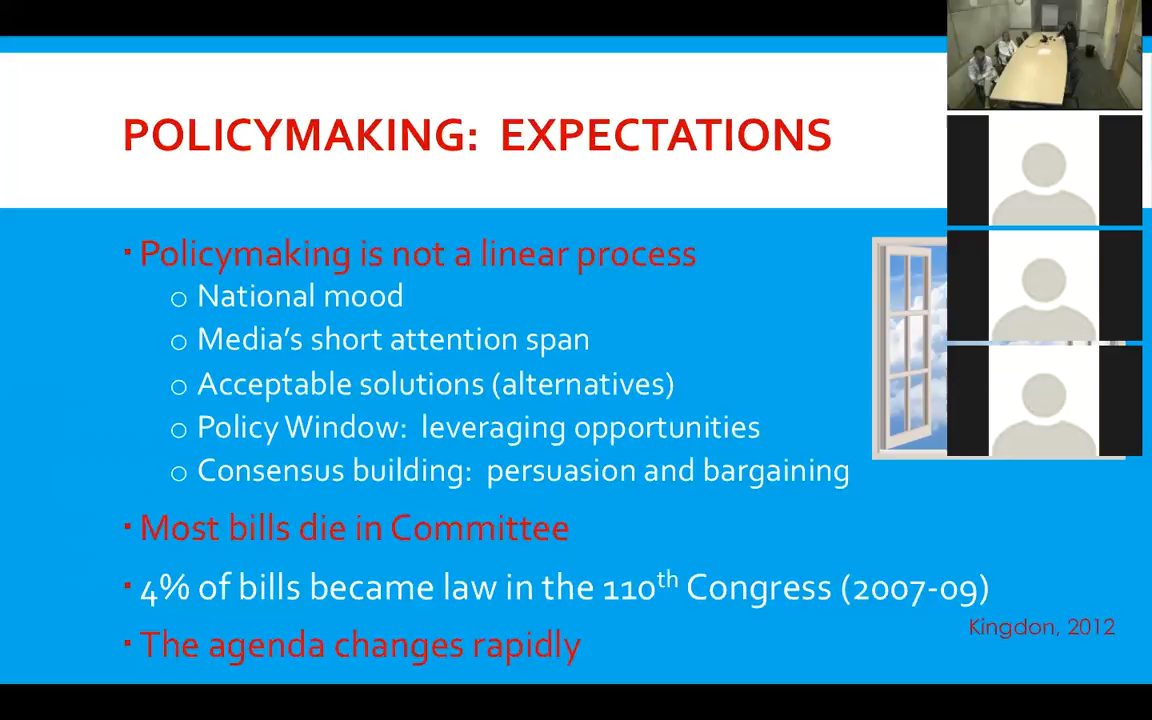 POLICYMAKING: EXPECTATIONS
Policymaking is not a linear process
National mood
Media's short attention span
Acceptable solutions (alternatives)
Policy Window: leveraging opportunities
Consensus building: persuasion and bargaining
Most bills die in Committee
4% of bills became law in the 110th Congress (2007-09)
Kingdon, 2012
The agenda changes rapidly